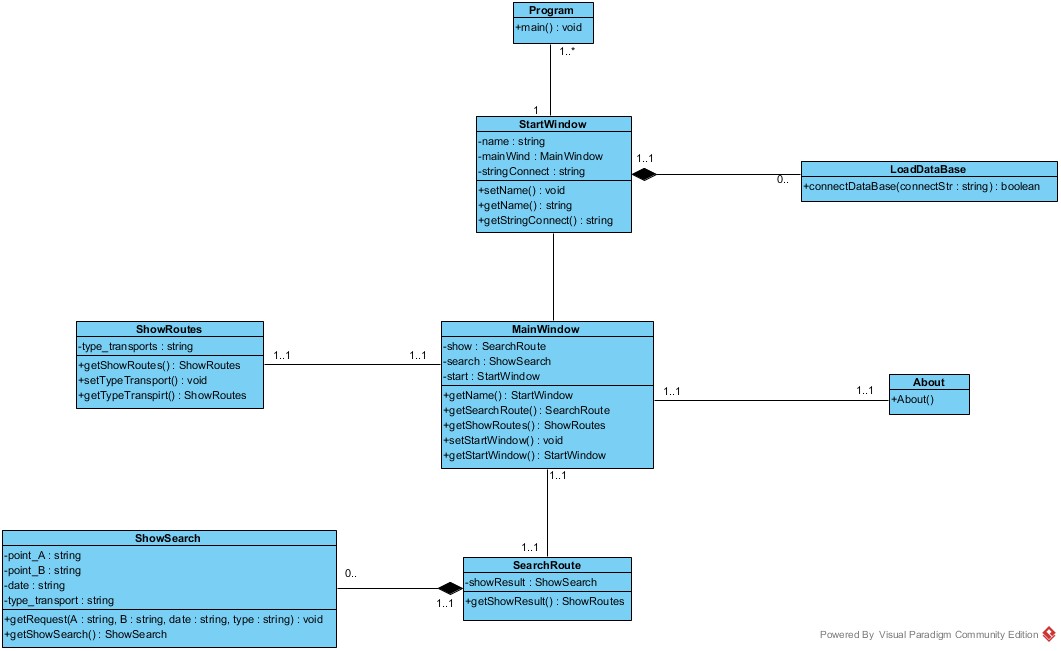 Program
+main() : void
1..*
1
StartWindow
-name : string
-mainWind : MainWindow
-stringConnect : string
+setName() : void
+getName() : string
+getStringConnect() : string
1..1
0..
LoadDataBase
+connectDataBase(connectStr : string) : boolean
ShowRoutes
-type_transports : string
+getShowRoutes() : ShowRoutes
+setTypeTransport() : void
+getTypeTranspirt() : ShowRoutes
1..1
1..1
MainWindow
-show : SearchRoute
-search : ShowSearch
-start : StartWindow
+getName() : StartWindow
+getSearchRoute() : SearchRoute
+getShowRoutes() : ShowRoutes
+setStartWindow() : void
+getStartWindow() : StartWindow
1..1
1..1
About
+About()
1..1
1..1
ShowSearch
-point_A : string
-point_B : string
-date : string
-type_transport : string
+getRequest(A : string, B : string, date : string, type : string) : void
+getShowSearch() : ShowSearch
0..
1..1
SearchRoute
-showResult : ShowSearch
+getShowResult() : ShowRoutes
Powered By Visual Paradigm Community Edition